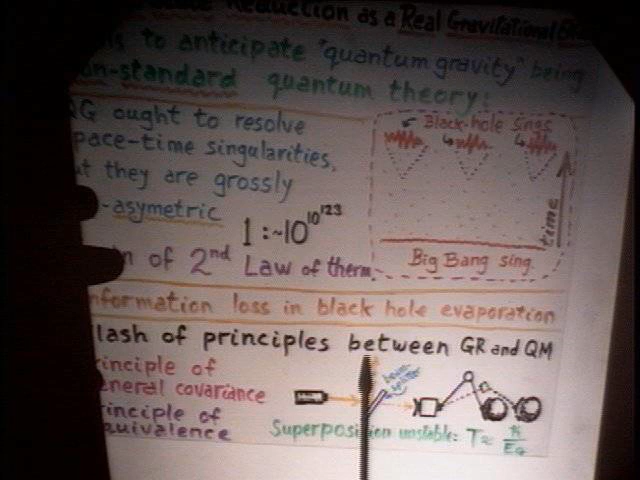 Reduction as a Real Gravitational
to anticipate "quantum gravity" being
n-standard quantum theory:
QG ought to resolve
pace-time singularities,
t they are grossly
-asymetric
1:~10^10^123
n of 2nd Law of therm.
Black-hole sings
time
Big Bang sing.
nformation loss in black hole evaporation
lash of principles between GR and QM
rinciple of
eneral covariance
rinciple of
quivalence
beam splitter
Superposition unstable: T≈ ħ/EG